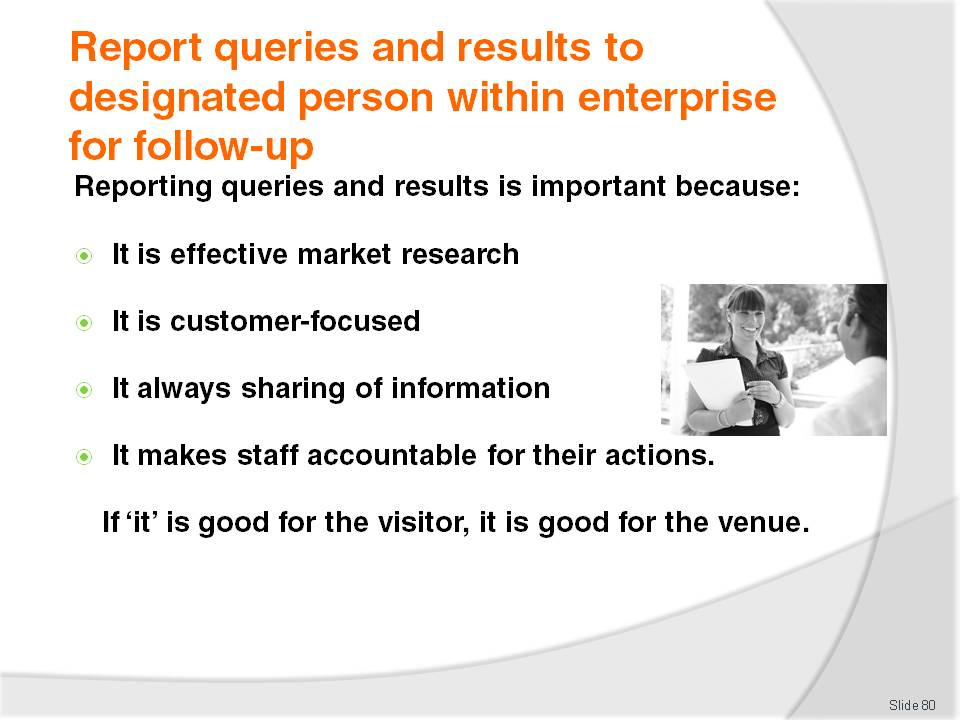 Report queries and results to
designated person within enterprise
for follow-up
Reporting queries and results is important because:
It is effective market research
It is customer-focused
It always sharing of information
It makes staff accountable for their actions.
If ‘it’ is good for the visitor, it is good for the venue.
Slide 80